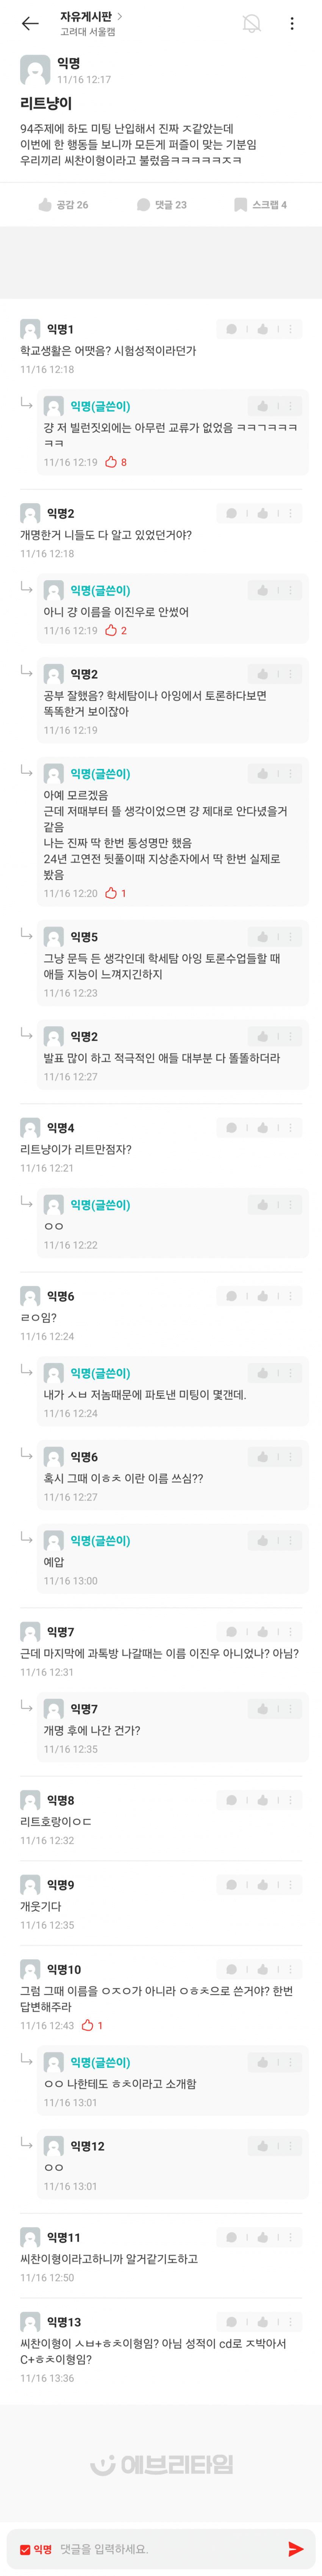 자유게시판
고려대 서울캠
익명
11/16 12:17
리트냥이
94주제에 하도 미팅 난입해서 진짜 ㅈ같았는데
이번에 한 행동들 보니까 모든게 퍼즐이 맞는 기분임
우리끼리 씨찬이형이라고 불렀음ㅋㅋㅋㅋㅋㅈㅋ
공감 26
댓글 23
스크랩 4
익명1
학교생활은 어땟음? 시험성적이라던가
11/16 12:18
익명(글쓴이)
걍 저 빌런짓외에는 아무런 교류가 없었음 ㅋㅋㄱㅋㅋㅋ
ㅋㅋ
11/16 12:19 8
익명2
개명한거 니들도 다 알고 있었던거야?
11/16 12:18
익명(글쓴이)
아니 걍 이름을 이진우로 안썼어
11/16 12:19 2
익명2
공부 잘했음? 학세탐이나 아잉에서 토론하다보면
똑똑한거 보이잖아
11/16 12:19
익명(글쓴이)
아예 모르겠음
근데 저때부터 뜰 생각이었으면 걍 제대로 안다녔을거
같음
나는 진짜 딱 한번 통성명만 했음
24년 고연전 뒷풀이때 지상춘자에서 딱 한번 실제로
봤음
11/16 12:20 1
익명5
그냥 문득 든 생각인데 학세탐 아잉 토론수업들할 때
애들 지능이 느껴지긴하지
11/16 12:23
익명2
발표 많이 하고 적극적인 애들 대부분 다 똘똘하더라
11/16 12:27
익명4
리트냥이가 리트만점자?
11/16 12:21
익명(글쓴이)
ㅇㅇ
11/16 12:22
익명6
ㄹㅇ임?
11/16 12:24
익명(글쓴이)
내가 ㅅㅂ 저놈때문에 파토낸 미팅이 몇갠데.
11/16 12:24
익명6
혹시 그때 이ㅎㅊ 이란 이름 쓰심??
11/16 12:27
익명(글쓴이)
예압
11/16 13:00
익명7
근데 마지막에 과톡방 나갈때는 이름 이진우 아니었나? 아님?
11/16 12:31
익명7
개명 후에 나간 건가?
11/16 12:35
익명8
리트호랑이ㅇㄷ
11/16 12:32
익명9
개웃기다
11/16 12:35
익명10
그럼 그때 이름을 ㅇㅈㅇ가 아니라 ㅇㅎㅊ으로 쓴거야? 한번
답변해주라
11/16 12:43 1
익명(글쓴이)
ㅇㅇ 나한테도 ㅎㅊ이라고 소개함
11/16 13:01
익명12
ㅇㅇ
11/16 13:01
익명11
씨찬이형이라고하니까 알거같기도하고
11/16 12:50
익명13
씨찬이형이 ㅅㅂ+ㅎㅊ이형임? 아님 성적이 cd로 ㅈ박아서
C+ㅎㅊ이형임?
11/16 13:36
에브리타임
익명 댓글을 입력하세요.